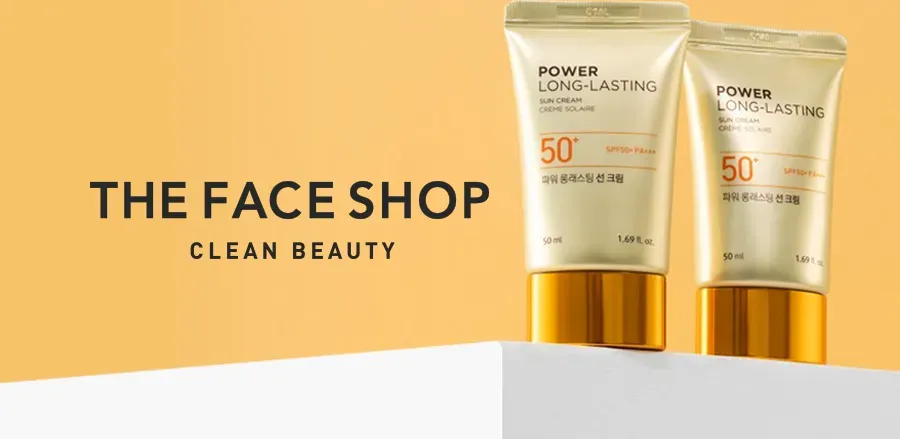 THE FACE SHOP
CLEAN BEAUTY
POWER
LONG-LASTING
SUN CREAM
CRÈME SOLAIRE
50+
SPF50+ PA+++
파워 롱래스팅 선 크림
50 ml
1.69 fl. oz.
POWER
LONG-LASTING
SUN CREAM
CRÈME SOLAIRE
50+
SPF50+ PA+++
파워 롱래스팅 선 크림
50 ml
1.69 fl. oz.